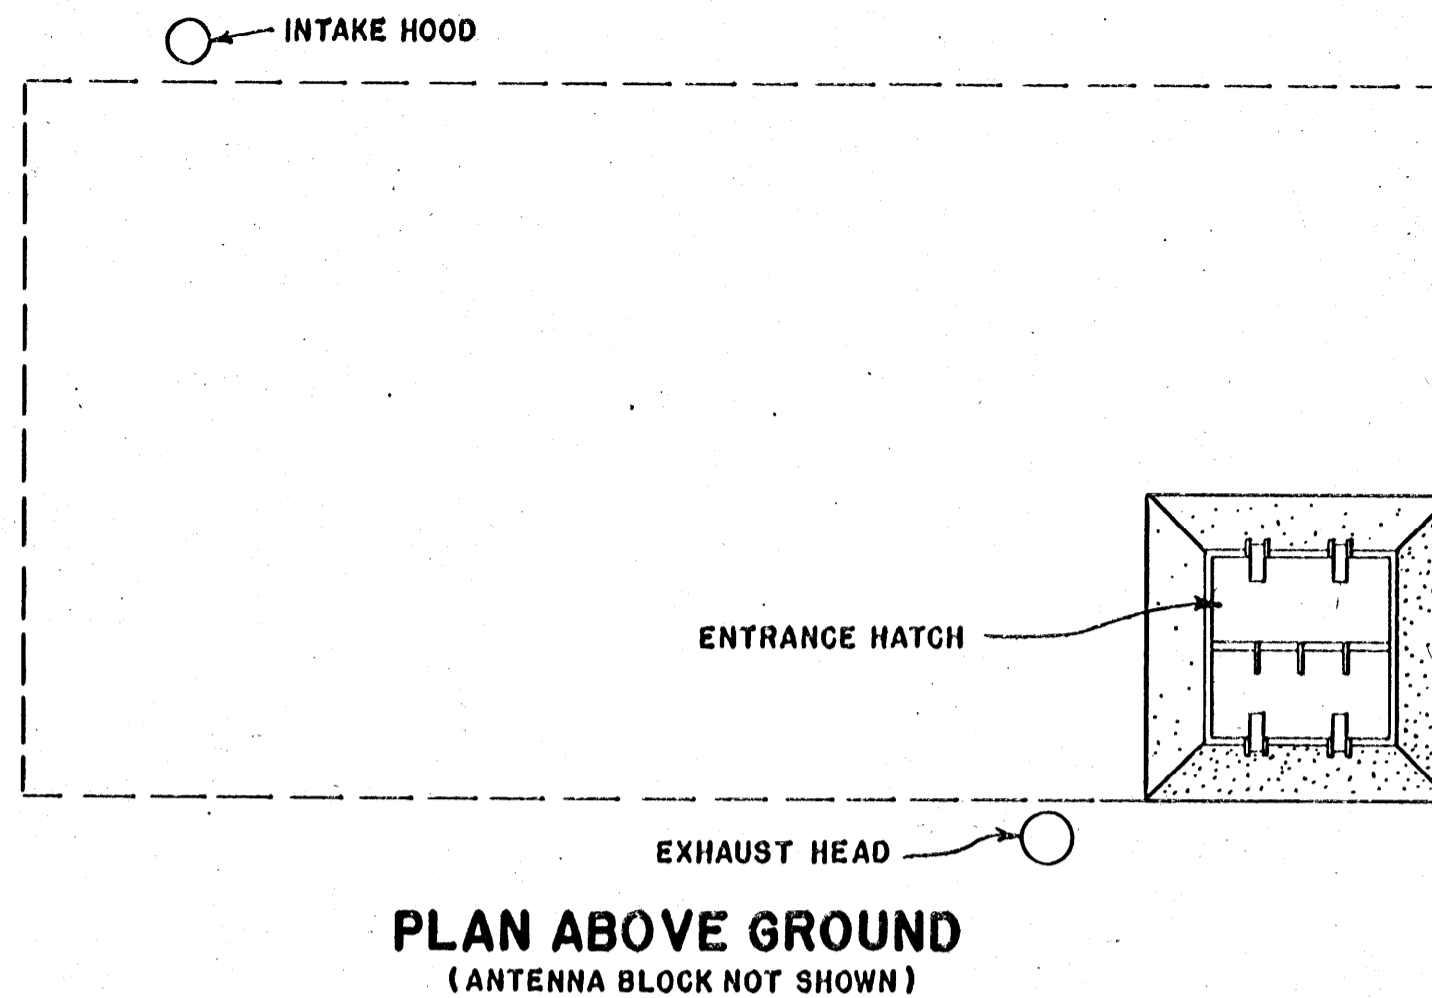 INTAKE HOOD
ENTRANCE HATCH
EXHAUST HEAD
PLAN ABOVE GROUND
(ANTENNA BLOCK NOT SHOWN)